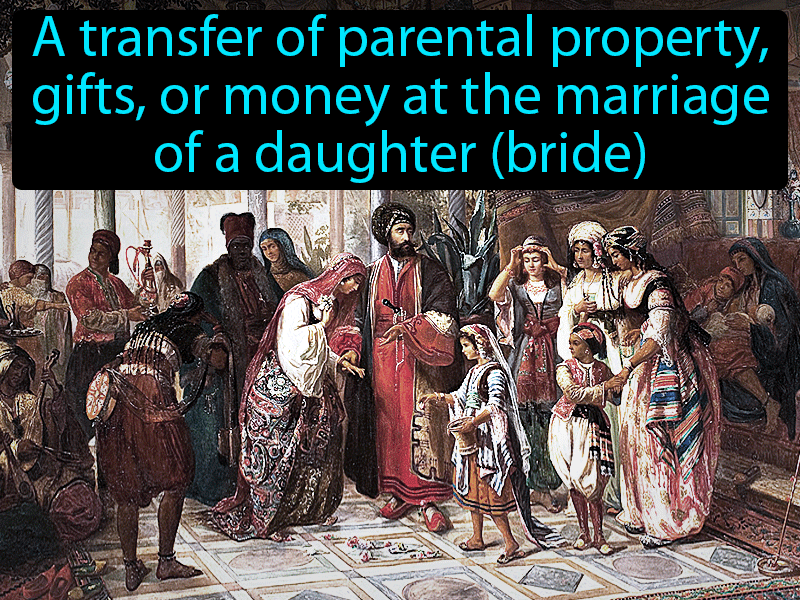 A transfer of parental property,
gifts, or money at the marriage
of a daughter (bride)